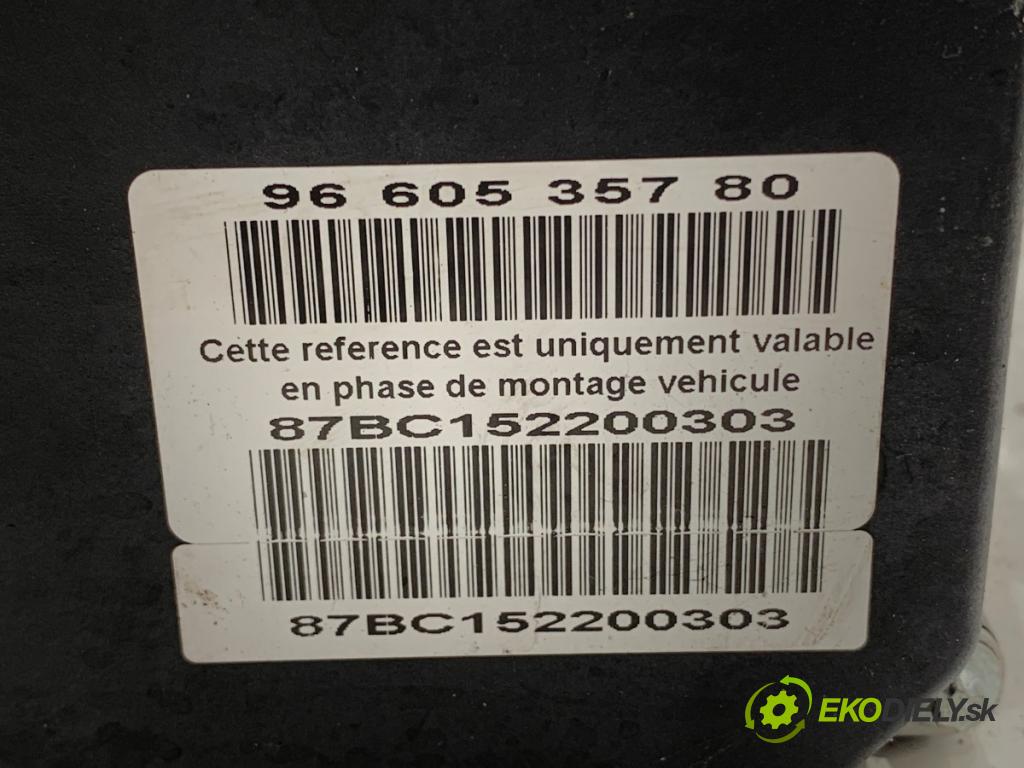 96 605 357 80
Cette reference est uniquement valable
en phase de montage vehicule
87BC152200303
87BC152200303
EKODIELY.sk